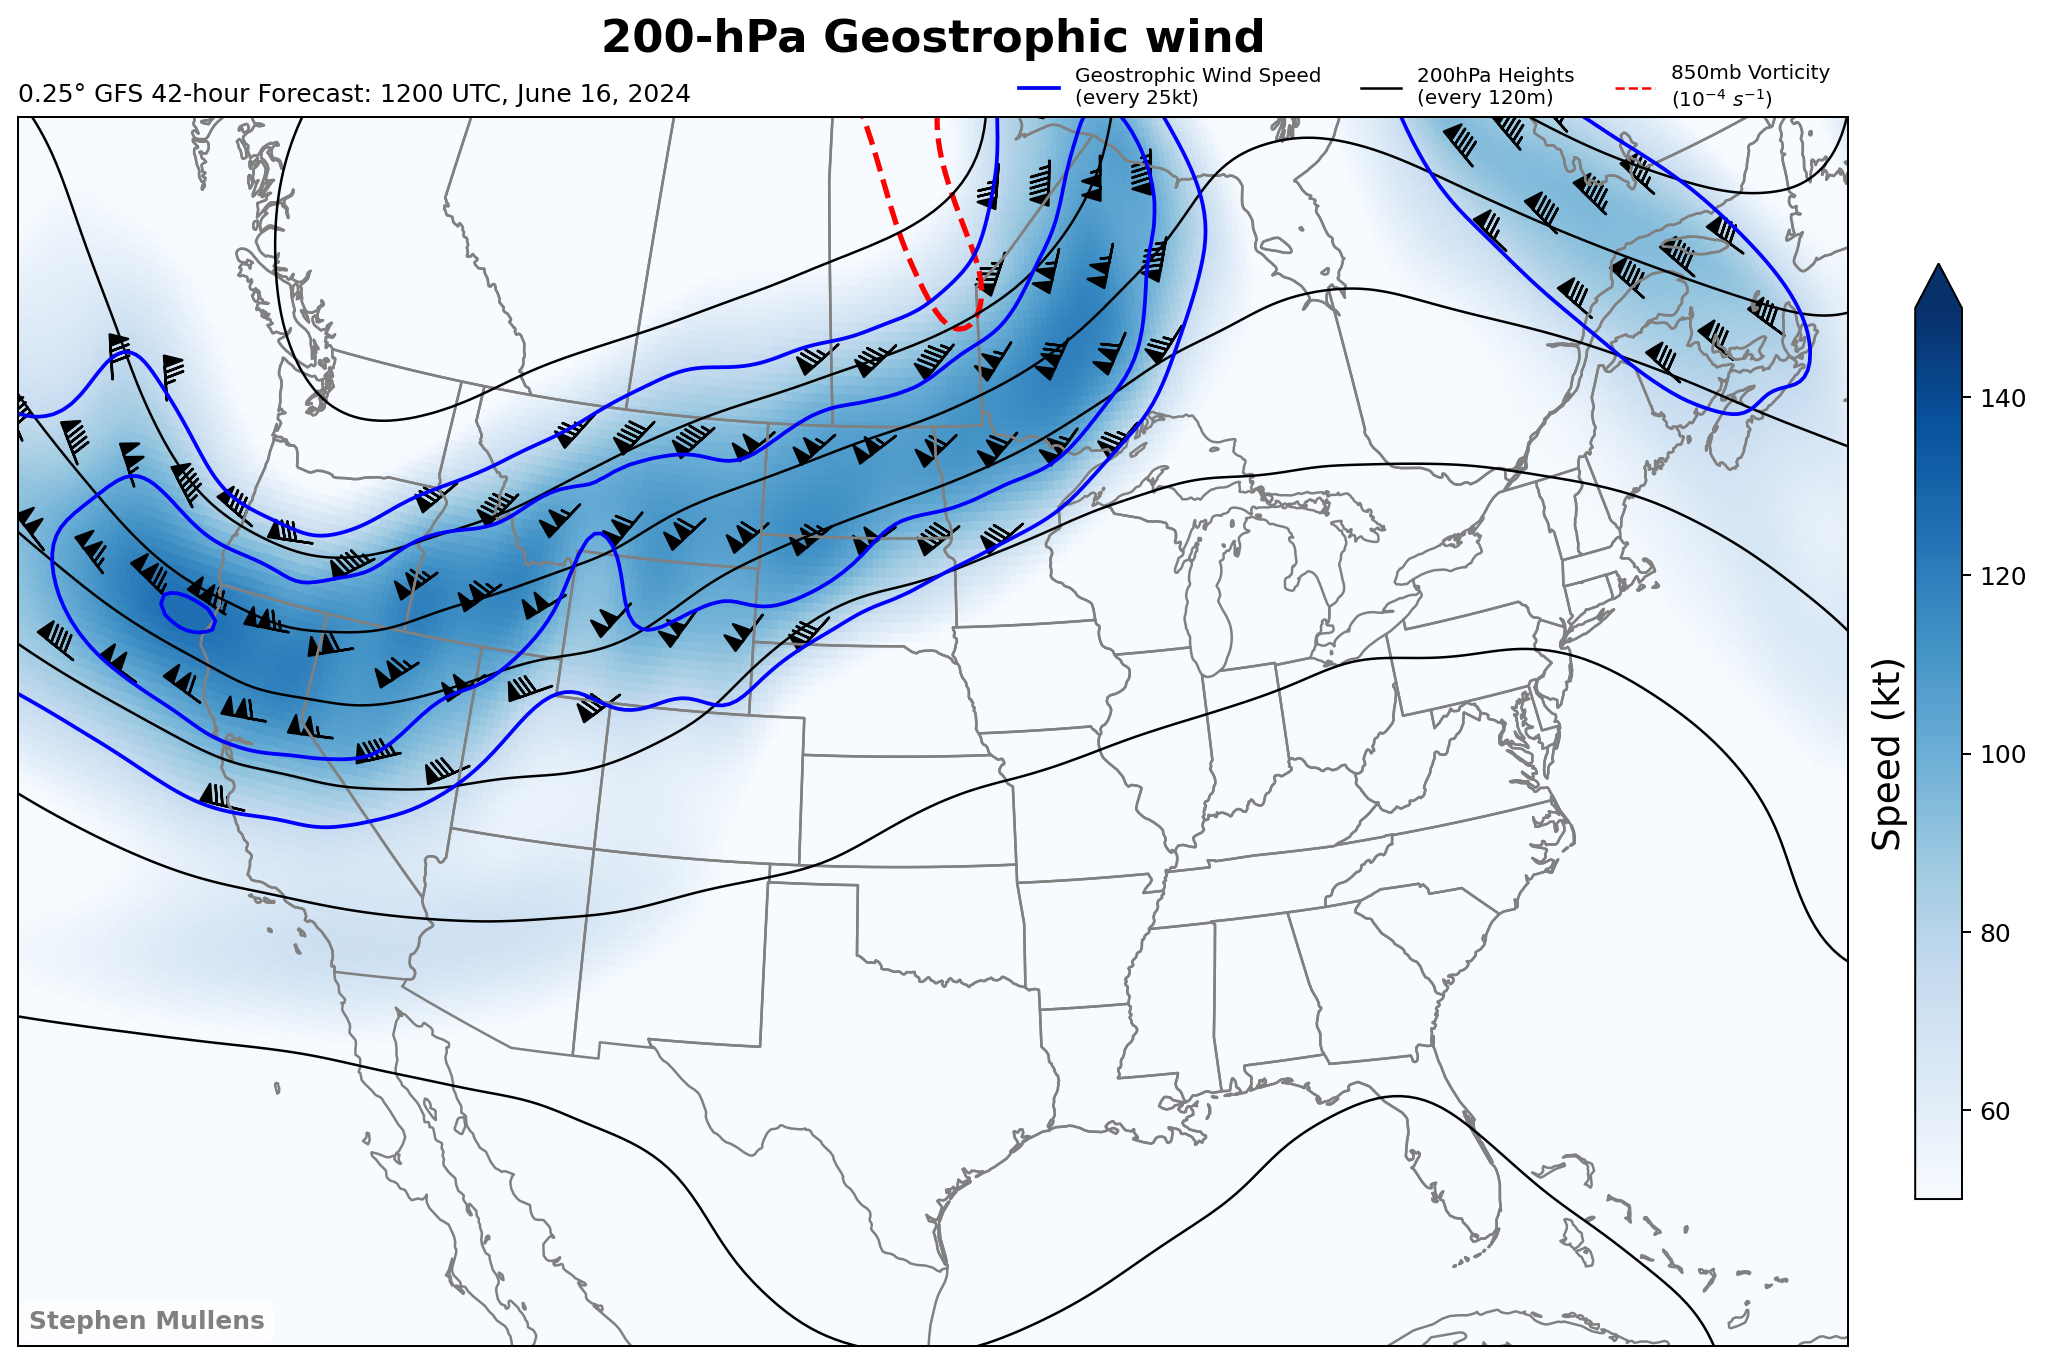 200-hPa Geostrophic wind
0.25° GFS 42-hour Forecast: 1200 UTC, June 16, 2024
Geostrophic Wind Speed
(every 25kt)
200hPa Heights
(every 120m)
850mb Vorticity
(10⁻⁴ s⁻¹)
140
120
100
80
60
Speed (kt)
Stephen Mullens